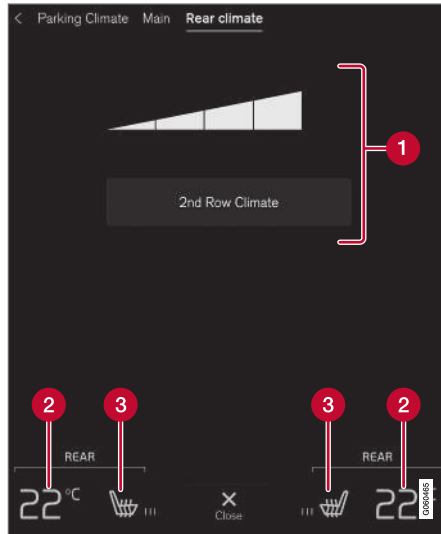 < Parking Climate Main Rear climate
1
2nd Row Climate
2 3 3 2
REAR REAR
22°C 22°
Close
G060465